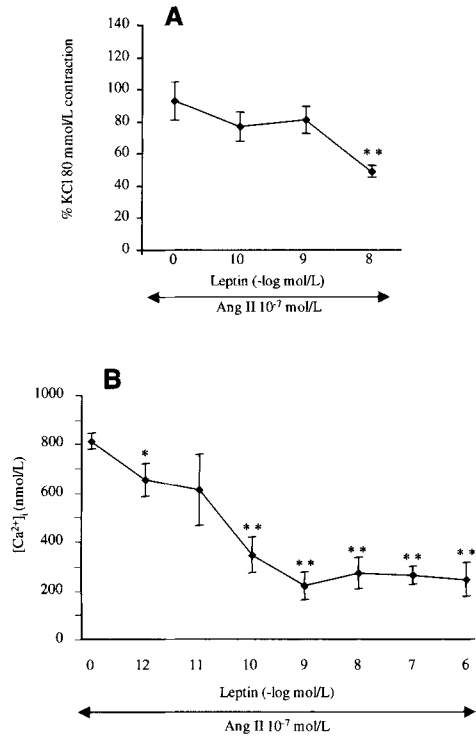 A
140
120
100
80
60
40
20
0
% KCl 80 mmol/L contraction
**
0 10 9 8
Leptin (-log mol/L)
Ang II 10⁻⁷ mol/L
B
1000
800
600
400
200
0
[Ca²⁺]ᵢ (nmol/L)
* ** ** ** ** **
0 12 11 10 9 8 7 6
Leptin (-log mol/L)
Ang II 10⁻⁷ mol/L